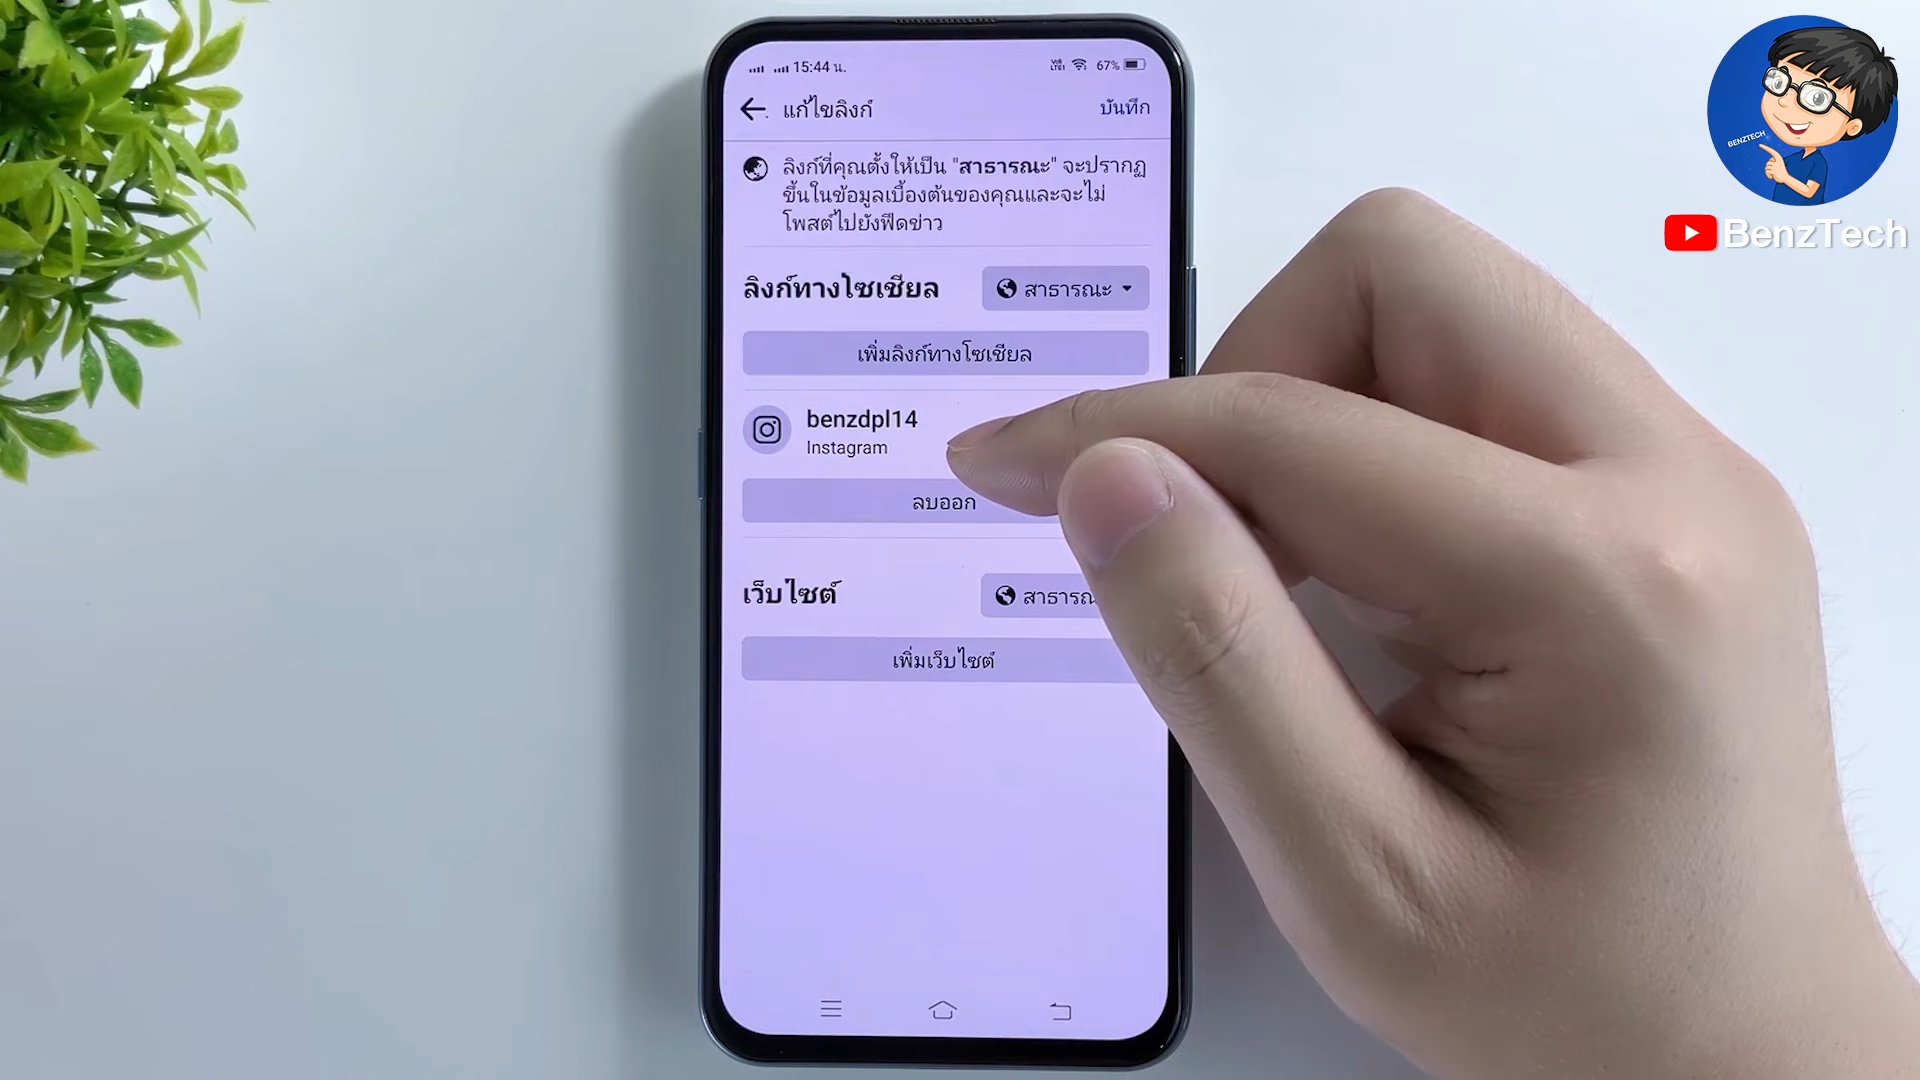 15:44 น.
67%
แก้ไขลิงก์
บันทึก
ลิงก์ที่คุณตั้งให้เป็น "สาธารณะ" จะปรากฏ
ขึ้นในข้อมูลเบื้องต้นของคุณและจะไม่
โพสต์ไปยังฟีดข่าว
ลิงก์ทางโซเชียล
สาธารณะ
เพิ่มลิงก์ทางโซเชียล
benzdpl14
Instagram
ลบออก
เว็บไซต์
เพิ่มเว็บไซต์
BENZTECH
BenzTech